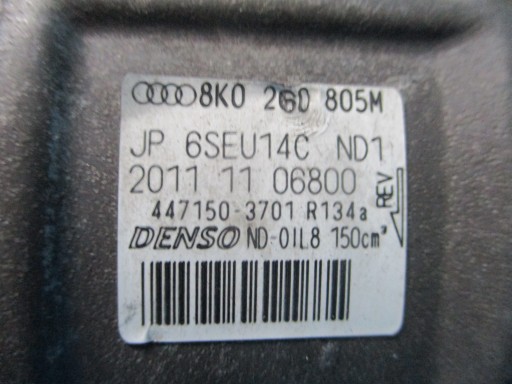 8K0 260 805M
JP 6SEU14C ND1
2011 11 06800
REV
447150-3701 R134a
DENSO ND-OIL8 150cm³